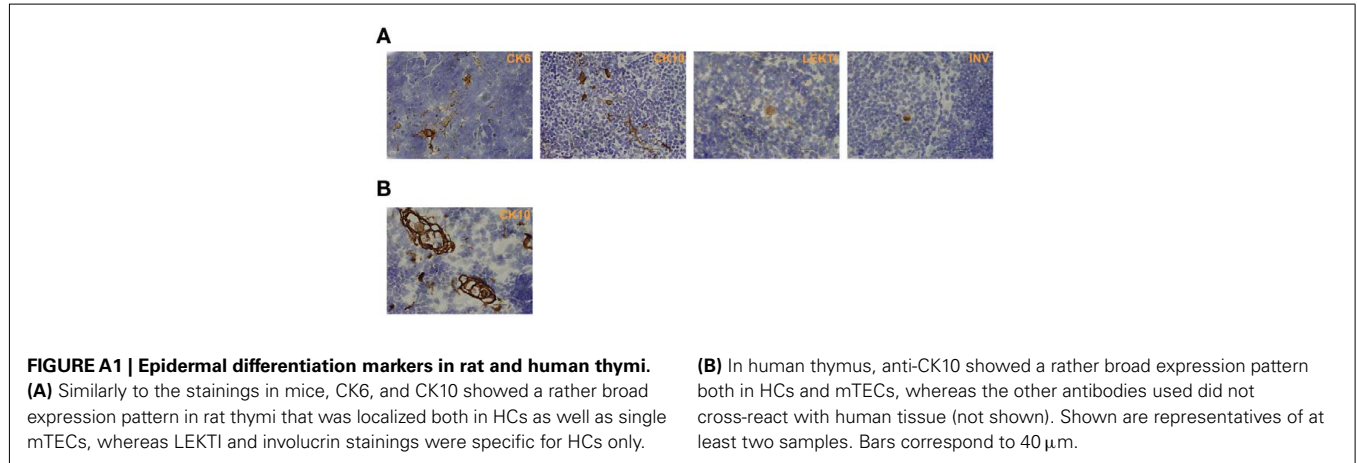 A
CK6 CK10 LEKTI INV
B
CK10
FIGURE A1 | Epidermal differentiation markers in rat and human thymi.
(A) Similarly to the stainings in mice, CK6, and CK10 showed a rather broad
expression pattern in rat thymi that was localized both in HCs as well as single
mTECs, whereas LEKTI and involucrin stainings were specific for HCs only.
(B) In human thymus, anti-CK10 showed a rather broad expression pattern
both in HCs and mTECs, whereas the other antibodies used did not
cross-react with human tissue (not shown). Shown are representatives of at
least two samples. Bars correspond to 40 μm.